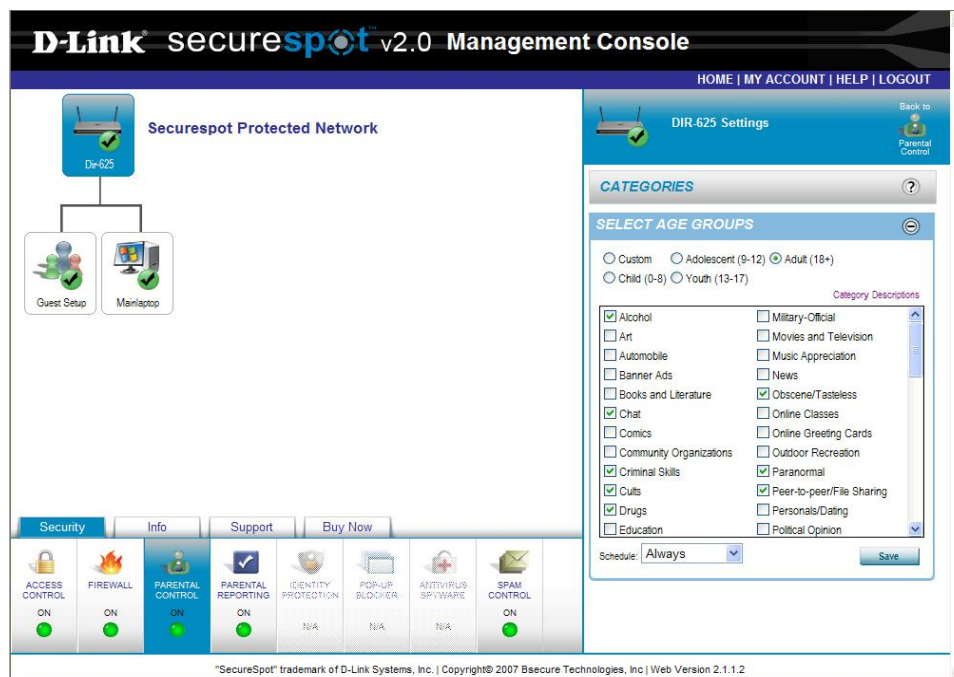 D-Link® securespot™ v2.0 Management Console
HOME | MY ACCOUNT | HELP | LOGOUT
Dir-625
Securespot Protected Network
Guest Setup
Mainlaptop
DIR-625 Settings
Back to
Parental
Control
CATEGORIES
?
SELECT AGE GROUPS
Custom Adolescent (9-12) Adult (18+)
Child (0-8) Youth (13-17)
Category Descriptions
Alcohol Military-Official
Art Movies and Television
Automobile Music Appreciation
Banner Ads News
Books and Literature Obscene/Tasteless
Chat Online Classes
Comics Online Greeting Cards
Community Organizations Outdoor Recreation
Criminal Skills Paranormal
Cults Peer-to-peer/File Sharing
Drugs Personals/Dating
Education Political Opinion
Schedule: Always Save
Security Info Support Buy Now
ACCESS CONTROL ON
FIREWALL ON
PARENTAL CONTROL ON
PARENTAL REPORTING ON
IDENTITY PROTECTION N/A
POP-UP BLOCKER N/A
ANTIVIRUS SPYWARE N/A
SPAM CONTROL ON
"SecureSpot" trademark of D-Link Systems, Inc. | Copyright® 2007 Bsecure Technologies, Inc | Web Version 2.1.1.2